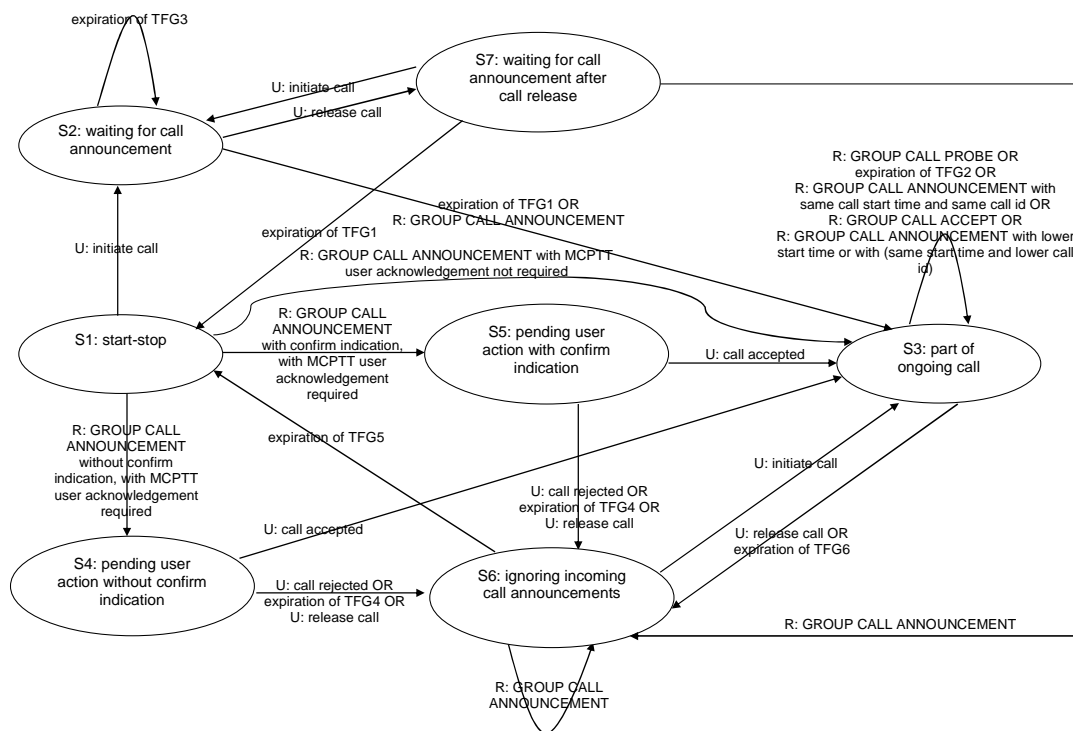 expiration of TFG3
S7: waiting for call
announcement after
call release
U: initiate call
U: release call
S2: waiting for call
announcement
R: GROUP CALL PROBE OR
expiration of TFG2 OR
R: GROUP CALL ANNOUNCEMENT with
same call start time and same call id OR
R: GROUP CALL ACCEPT OR
R: GROUP CALL ANNOUNCEMENT with lower
start time or with (same start time and lower call
id)
expiration of TFG1 OR
R: GROUP CALL ANNOUNCEMENT
expiration of TFG1
U: initiate call
R: GROUP CALL ANNOUNCEMENT with MCPTT
user acknowledgement not required
S1: start-stop
R: GROUP CALL
ANNOUNCEMENT
with confirm indication,
with MCPTT user
acknowledgement
required
S5: pending user
action with confirm
indication
U: call accepted
S3: part of
ongoing call
R: GROUP CALL
ANNOUNCEMENT
without confirm
indication, with MCPTT
user acknowledgement
required
expiration of TFG5
U: initiate call
U: call rejected OR
expiration of TFG4 OR
U: release call
U: call accepted
U: release call OR
expiration of TFG6
S4: pending user
action without confirm
indication
U: call rejected OR
expiration of TFG4 OR
U: release call
S6: ignoring incoming
call announcements
R: GROUP CALL ANNOUNCEMENT
R: GROUP CALL
ANNOUNCEMENT